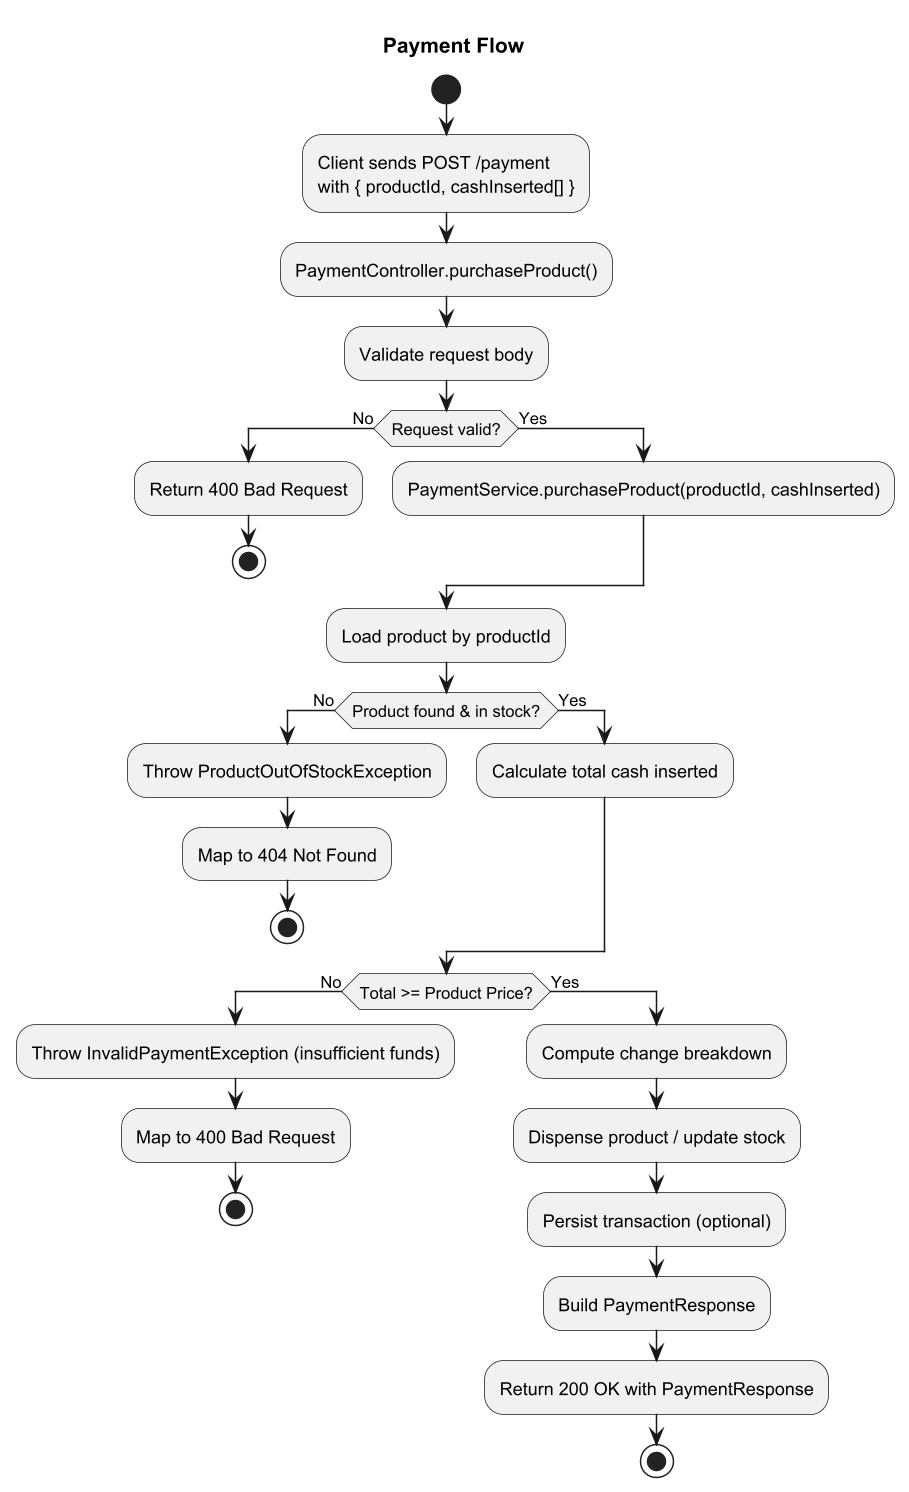 Payment Flow
Client sends POST /payment
with { productId, cashInserted[] }
PaymentController.purchaseProduct()
Validate request body
No
Request valid?
Yes
Return 400 Bad Request
PaymentService.purchaseProduct(productId, cashInserted)
Load product by productId
No
Product found & in stock?
Yes
Throw ProductOutOfStockException
Calculate total cash inserted
Map to 404 Not Found
No
Total >= Product Price?
Yes
Throw InvalidPaymentException (insufficient funds)
Compute change breakdown
Map to 400 Bad Request
Dispense product / update stock
Persist transaction (optional)
Build PaymentResponse
Return 200 OK with PaymentResponse